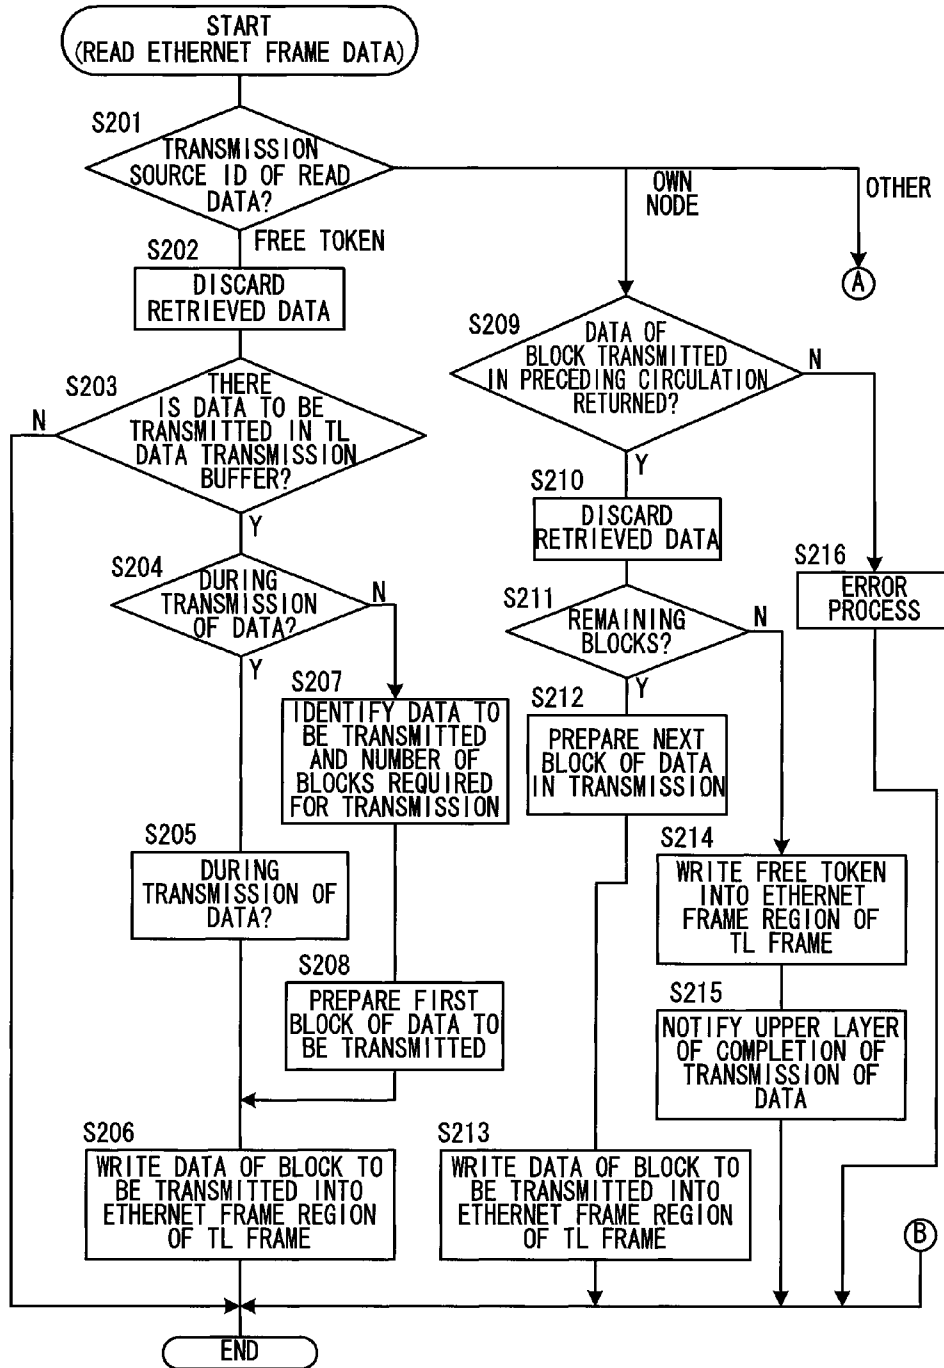 START
(READ ETHERNET FRAME DATA)
S201
TRANSMISSION
SOURCE ID OF READ
DATA?
OWN
NODE
OTHER
FREE TOKEN
A
S202
DISCARD
RETRIEVED DATA
S203
THERE
IS DATA TO BE
TRANSMITTED IN TL
DATA TRANSMISSION
BUFFER?
N
Y
S204
DURING
TRANSMISSION
OF DATA?
N
Y
S207
IDENTIFY DATA TO
BE TRANSMITTED
AND NUMBER OF
BLOCKS REQUIRED
FOR TRANSMISSION
S205
DURING
TRANSMISSION OF
DATA?
S208
PREPARE FIRST
BLOCK OF DATA TO
BE TRANSMITTED
S206
WRITE DATA OF BLOCK TO
BE TRANSMITTED INTO
ETHERNET FRAME REGION
OF TL FRAME
S209
DATA OF
BLOCK TRANSMITTED
IN PRECEDING CIRCULATION
RETURNED?
N
Y
S210
DISCARD
RETRIEVED DATA
S216
ERROR
PROCESS
S211
REMAINING
BLOCKS?
N
Y
S212
PREPARE NEXT
BLOCK OF DATA
IN TRANSMISSION
S214
WRITE FREE TOKEN
INTO ETHERNET
FRAME REGION OF
TL FRAME
S215
NOTIFY UPPER LAYER
OF COMPLETION OF
TRANSMISSION OF
DATA
S213
WRITE DATA OF BLOCK TO
BE TRANSMITTED INTO
ETHERNET FRAME REGION
OF TL FRAME
B
END